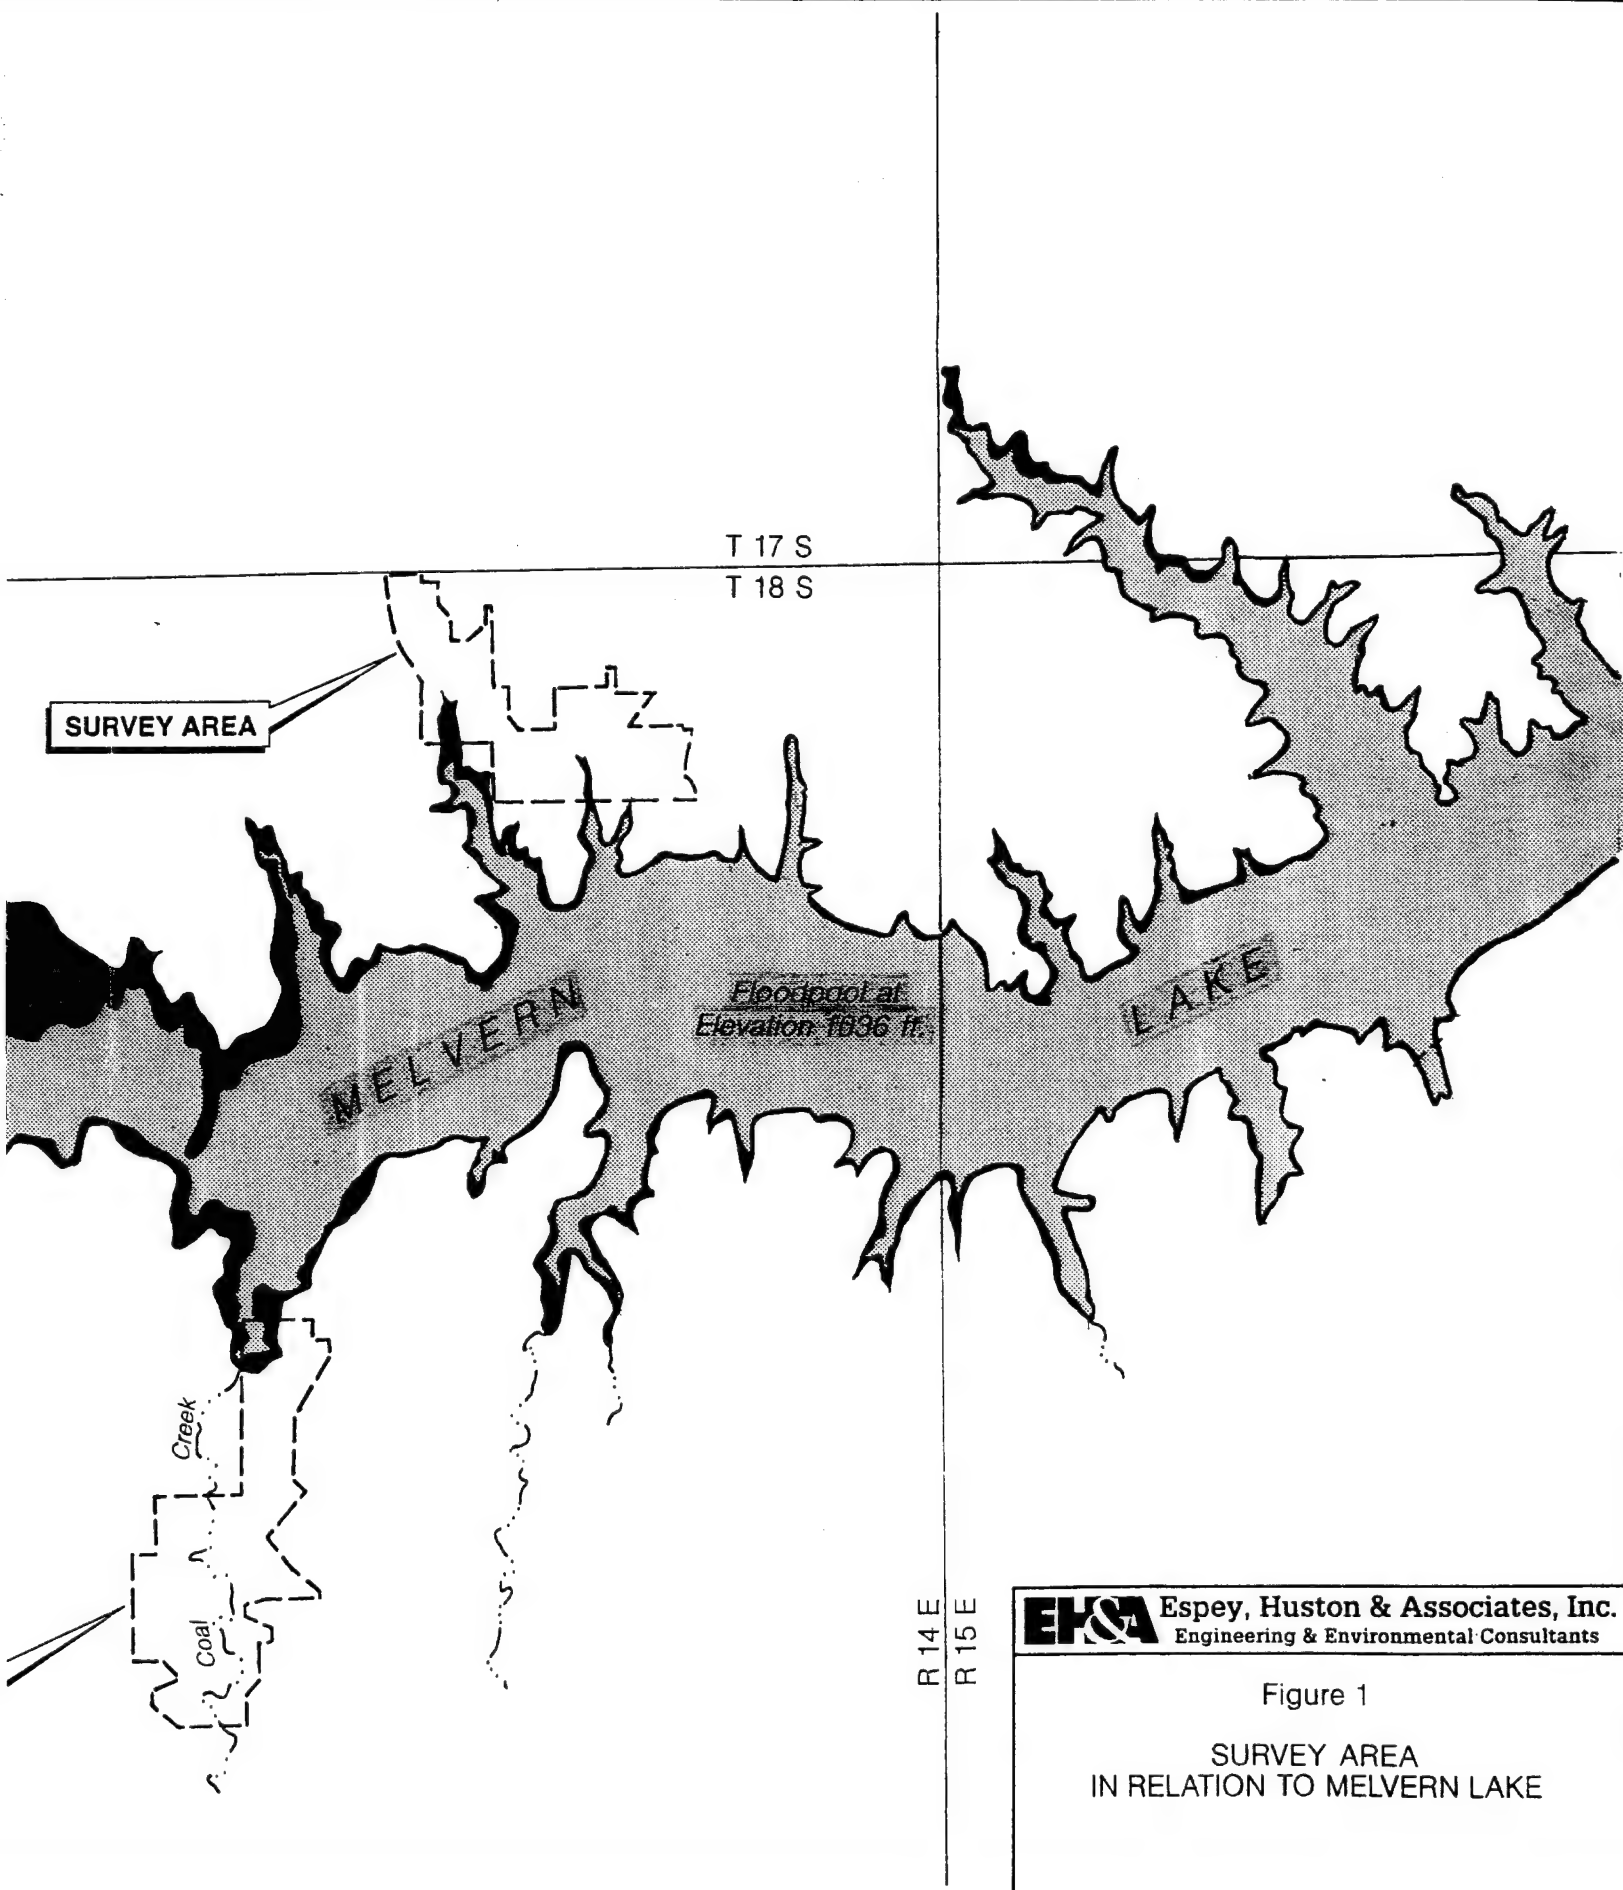 T 17 S
T 18 S
SURVEY AREA
MELVERN
Floodpool at
Elevation 1036 ft.
LAKE
Creek
Coal
R 14 E
R 15 E
EH&A Espey, Huston & Associates, Inc.
Engineering & Environmental Consultants
Figure 1
SURVEY AREA
IN RELATION TO MELVERN LAKE